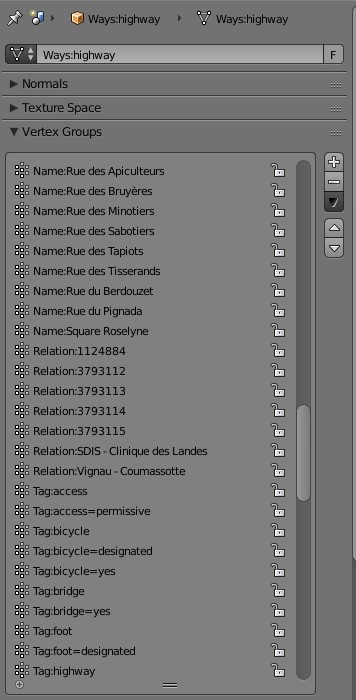 Ways:highway Ways:highway
Ways:highway F
Normals
Texture Space
Vertex Groups
Name:Rue des Apiculteurs
Name:Rue des Bruyères
Name:Rue des Minotiers
Name:Rue des Sabotiers
Name:Rue des Tapiots
Name:Rue des Tisserands
Name:Rue du Berdouzet
Name:Rue du Pignada
Name:Square Roselyne
Relation:1124884
Relation:3793112
Relation:3793113
Relation:3793114
Relation:3793115
Relation:SDIS - Clinique des Landes
Relation:Vignau - Coumassotte
Tag:access
Tag:access=permissive
Tag:bicycle
Tag:bicycle=designated
Tag:bicycle=yes
Tag:bridge
Tag:bridge=yes
Tag:foot
Tag:foot=designated
Tag:highway